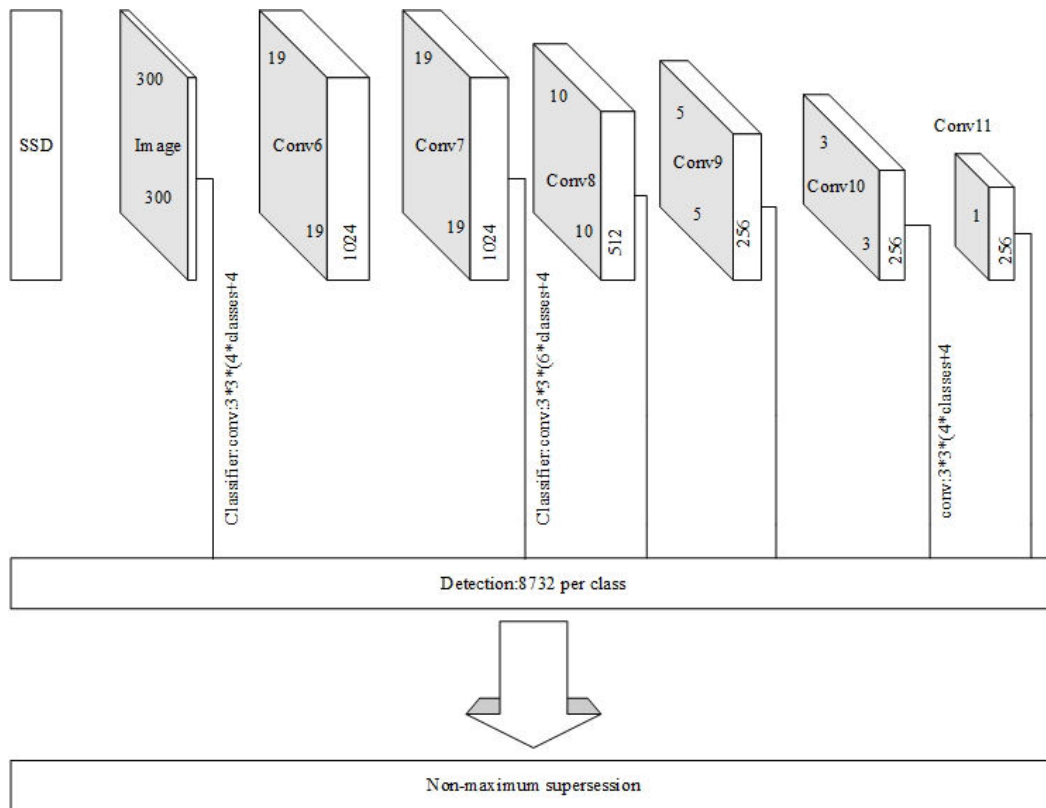 SSD
300
Image
300
19
Conv6
19
1024
19
Conv7
19
1024
10
Conv8
10
512
5
Conv9
5
256
3
Conv10
3
256
Conv11
1
256
Classifier:conv:3*3*(4*classes+4
Classifier:conv:3*3*(6*classes+4
conv:3*3*(4*classes+4
Detection:8732 per class
Non-maximum supersession